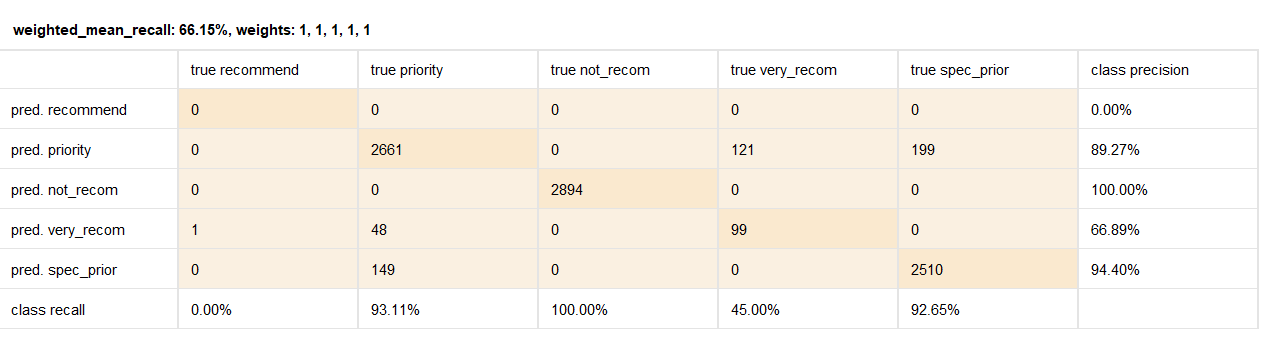 weighted_mean_recall: 66.15%, weights: 1, 1, 1, 1, 1
true recommend true priority true not_recom true very_recom true spec_prior class precision
pred. recommend 0 0 0 0 0 0.00%
pred. priority 0 2661 0 121 199 89.27%
pred. not_recom 0 0 2894 0 0 100.00%
pred. very_recom 1 48 0 99 0 66.89%
pred. spec_prior 0 149 0 0 2510 94.40%
class recall 0.00% 93.11% 100.00% 45.00% 92.65%